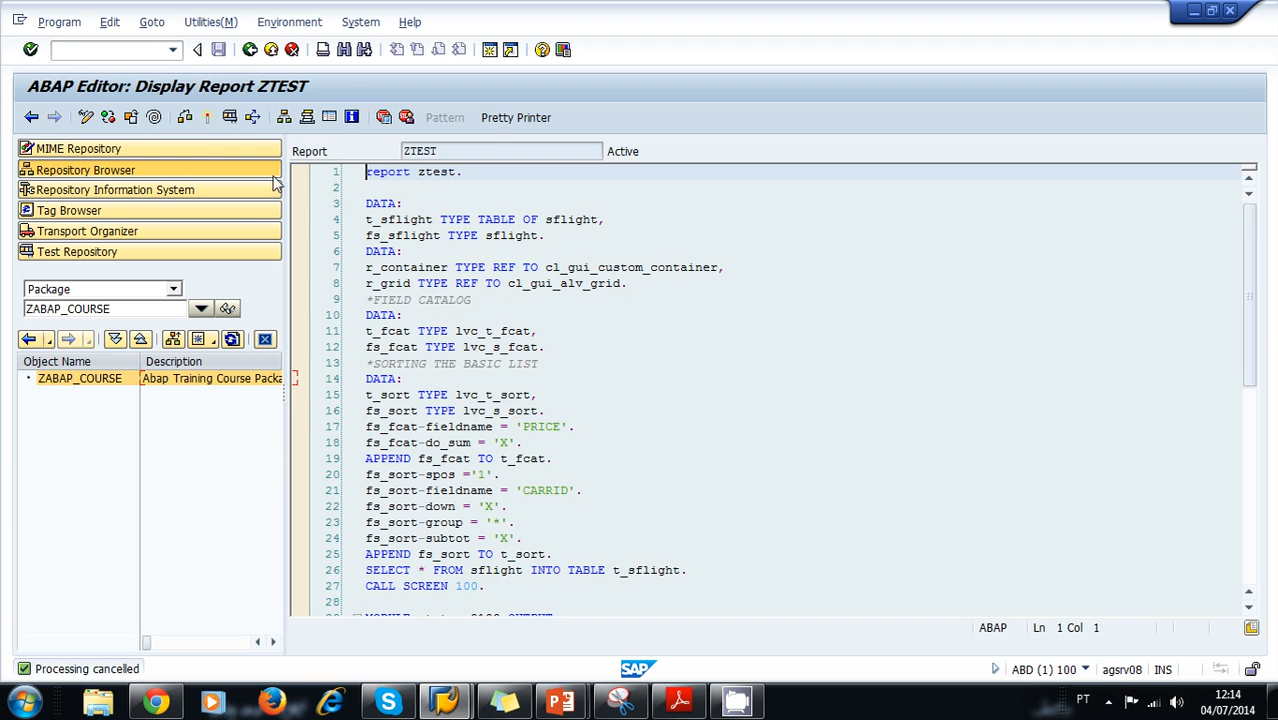 Program Edit Goto Utilities(M) Environment System Help
ABAP Editor: Display Report ZTEST
Pattern Pretty Printer
MIME Repository
Repository Browser
Repository Information System
Tag Browser
Transport Organizer
Test Repository
Package
ZABAP_COURSE
Object Name Description
ZABAP_COURSE Abap Training Course Packa
Report ZTEST Active
1 report ztest.
2
3 DATA:
4 t_sflight TYPE TABLE OF sflight,
5 fs_sflight TYPE sflight.
6 DATA:
7 r_container TYPE REF TO cl_gui_custom_container,
8 r_grid TYPE REF TO cl_gui_alv_grid.
9 *FIELD CATALOG
10 DATA:
11 t_fcat TYPE lvc_t_fcat,
12 fs_fcat TYPE lvc_s_fcat.
13 *SORTING THE BASIC LIST
14 DATA:
15 t_sort TYPE lvc_t_sort,
16 fs_sort TYPE lvc_s_sort.
17 fs_fcat-fieldname = 'PRICE'.
18 fs_fcat-do_sum = 'X'.
19 APPEND fs_fcat TO t_fcat.
20 fs_sort-spos ='1'.
21 fs_sort-fieldname = 'CARRID'.
22 fs_sort-down = 'X'.
23 fs_sort-group = '*'.
24 fs_sort-subtot = 'X'.
25 APPEND fs_sort TO t_sort.
26 SELECT * FROM sflight INTO TABLE t_sflight.
27 CALL SCREEN 100.
28
ABAP Ln 1 Col 1
Processing cancelled
SAP
ABD (1) 100 agsrv08 INS
PT
12:14
04/07/2014